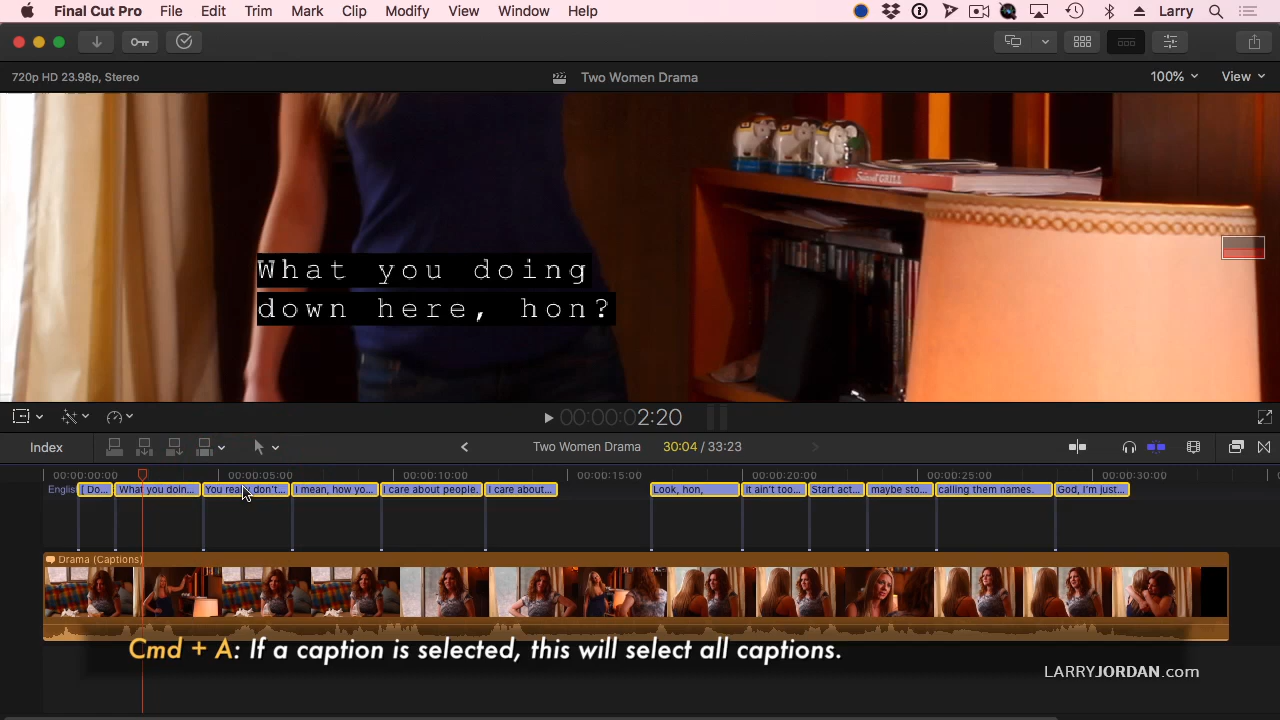 Final Cut Pro File Edit Trim Mark Clip Modify View Window Help Larry
720p HD 23.98p, Stereo Two Women Drama 100% View
What you doing
down here, hon?
00:00:02:20
Index Two Women Drama 30:04 / 33:23
00:00:00:00 00:00:05:00 00:00:10:00 00:00:15:00 00:00:20:00 00:00:25:00 00:00:30:00
Englis [ Do... What you doin... You really don't... I mean, how yo... I care about people. I care about... Look, hon, it ain't too... Start act... maybe sto... calling them names. God, I'm just...
Drama (Captions)
Cmd + A: If a caption is selected, this will select all captions.
LARRYJORDAN.com